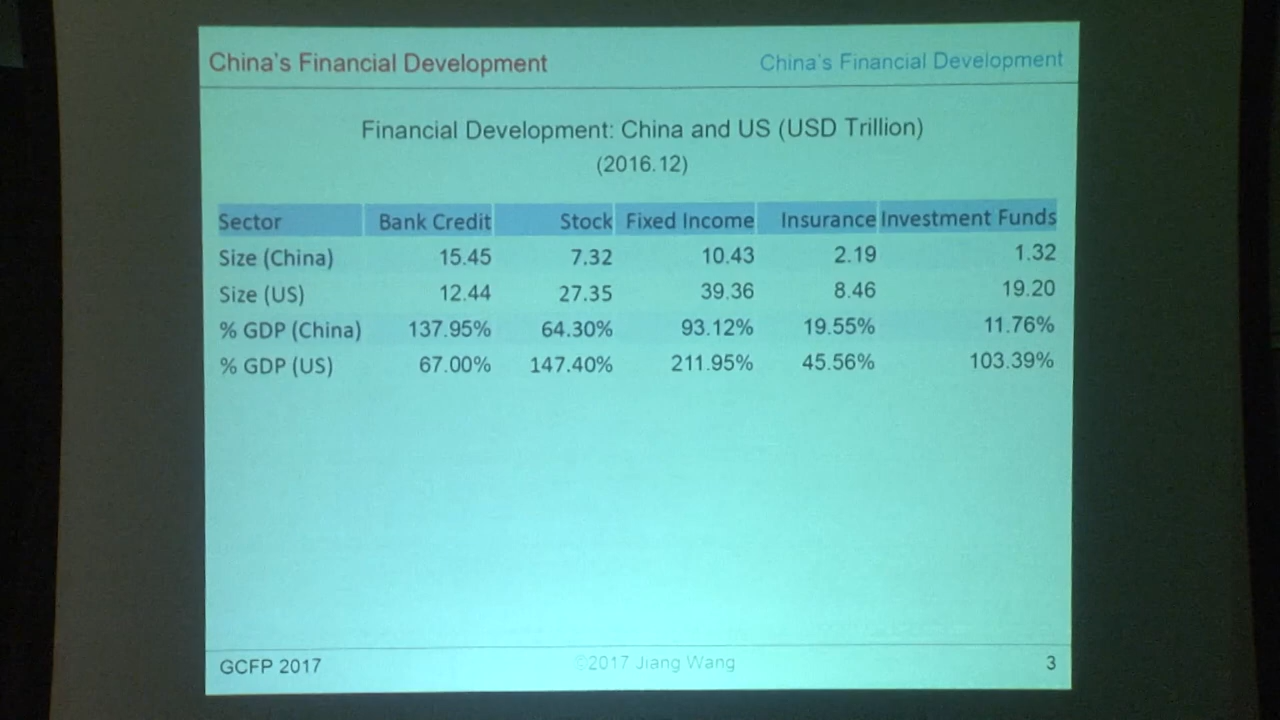 China's Financial Development China's Financial Development
Financial Development: China and US (USD Trillion)
(2016.12)
Sector Bank Credit Stock Fixed Income Insurance Investment Funds
Size (China) 15.45 7.32 10.43 2.19 1.32
Size (US) 12.44 27.35 39.36 8.46 19.20
% GDP (China) 137.95% 64.30% 93.12% 19.55% 11.76%
% GDP (US) 67.00% 147.40% 211.95% 45.56% 103.39%
GCFP 2017 ©2017 Jiang Wang 3